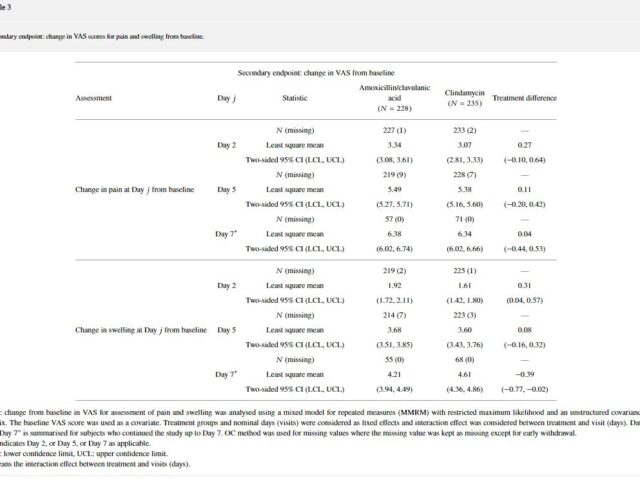 le 3
ondary endpoint: change in VAS scores for pain and swelling from baseline.
Secondary endpoint: change in VAS from baseline
Assessment Day j Statistic Amoxicillin/clavulanic acid (N = 228) Clindamycin (N = 235) Treatment difference
N (missing) 227 (1) 233 (2) —
Day 2 Least square mean 3.34 3.07 0.27
Two-sided 95% CI (LCL, UCL) (3.08, 3.61) (2.81, 3.33) (−0.10, 0.64)
N (missing) 219 (9) 228 (7) —
Change in pain at Day j from baseline Day 5 Least square mean 5.49 5.38 0.11
Two-sided 95% CI (LCL, UCL) (5.27, 5.71) (5.16, 5.60) (−0.20, 0.42)
N (missing) 57 (0) 71 (0) —
Day 7* Least square mean 6.38 6.34 0.04
Two-sided 95% CI (LCL, UCL) (6.02, 6.74) (6.02, 6.66) (−0.44, 0.53)
N (missing) 219 (2) 225 (1) —
Day 2 Least square mean 1.92 1.61 0.31
Two-sided 95% CI (LCL, UCL) (1.72, 2.11) (1.42, 1.80) (0.04, 0.57)
N (missing) 214 (7) 223 (3) —
Change in swelling at Day j from baseline Day 5 Least square mean 3.68 3.60 0.08
Two-sided 95% CI (LCL, UCL) (3.51, 3.85) (3.43, 3.76) (−0.16, 0.32)
N (missing) 55 (0) 68 (0) —
Day 7* Least square mean 4.21 4.61 −0.39
Two-sided 95% CI (LCL, UCL) (3.94, 4.49) (4.36, 4.86) (−0.77, −0.02)
: change from baseline in VAS for assessment of pain and swelling was analysed using a mixed model for repeated measures (MMRM) with restricted maximum likelihood and an unstructured covarianc
ix. The baseline VAS score was used as a covariate. Treatment groups and nominal days (visits) were considered as fixed effects and interaction effect was considered between treatment and visit (day). Dat
Day 7" is summarised for subjects who continued the study up to Day 7. OC method was used for missing values where the missing value was kept as missing except for early withdrawal.
ndicates Day 2, or Day 5, or Day 7 as applicable.
: lower confidence limit, UCL: upper confidence limit.
eans the interaction effect between treatment and visits (days).